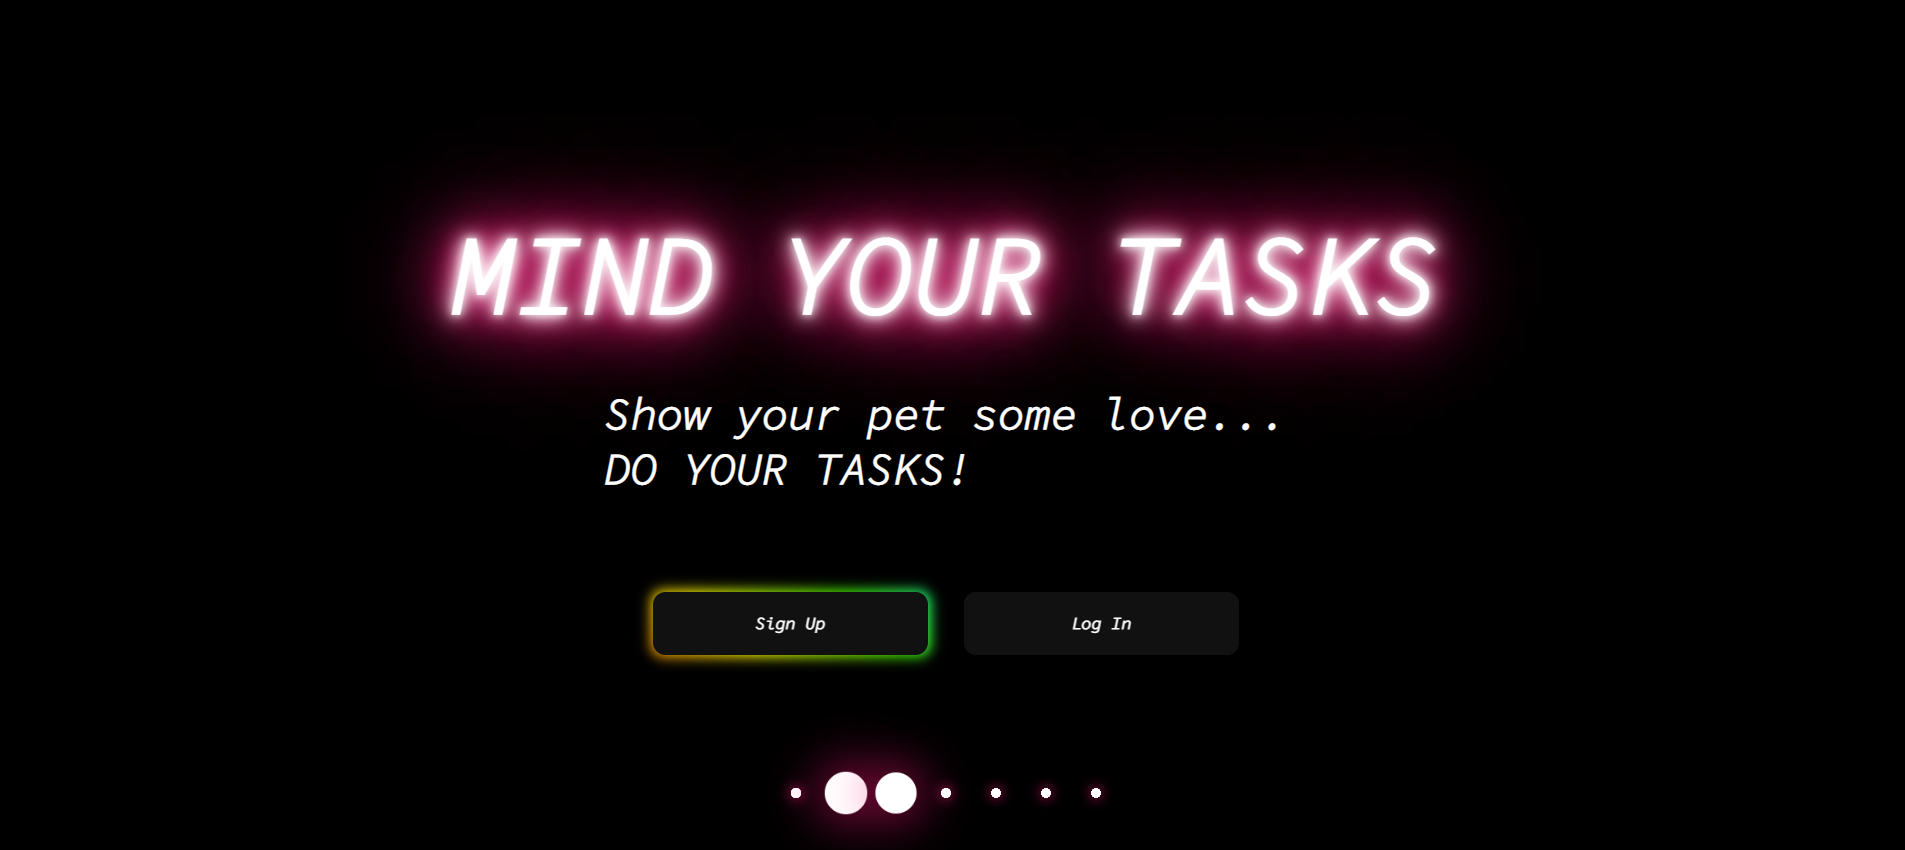 MIND YOUR TASKS
Show your pet some love...
DO YOUR TASKS!
Sign Up
Log In